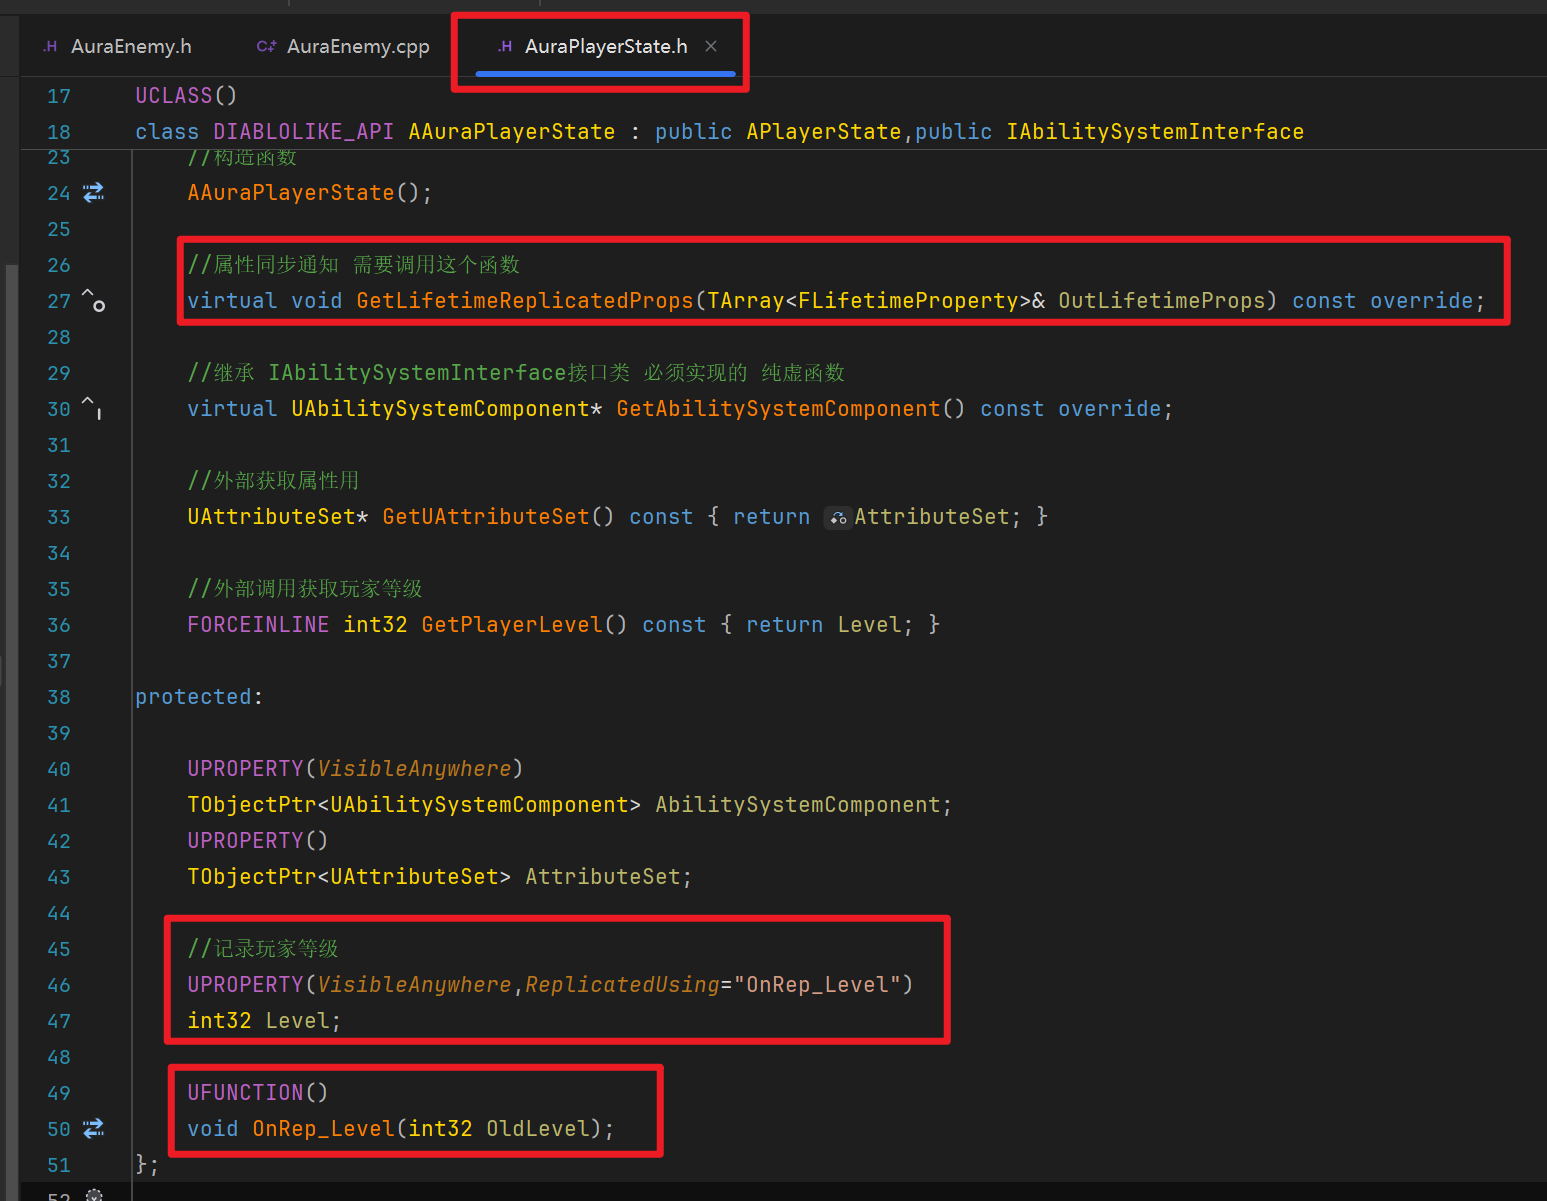 .H AuraEnemy.h C++ AuraEnemy.cpp .H AuraPlayerState.h ×
17 UCLASS()
18 class DIABLOLIKE_API AAuraPlayerState : public APlayerState,public IAbilitySystemInterface
23 //构造函数
24 AAuraPlayerState();
25
26 //属性同步通知 需要调用这个函数
27 virtual void GetLifetimeReplicatedProps(TArray<FLifetimeProperty>& OutLifetimeProps) const override;
28
29 //继承 IAbilitySystemInterface接口类 必须实现的 纯虚函数
30 virtual UAbilitySystemComponent* GetAbilitySystemComponent() const override;
31
32 //外部获取属性用
33 UAttributeSet* GetUAttributeSet() const { return AttributeSet; }
34
35 //外部调用获取玩家等级
36 FORCEINLINE int32 GetPlayerLevel() const { return Level; }
37
38 protected:
39
40 UPROPERTY(VisibleAnywhere)
41 TObjectPtr<UAbilitySystemComponent> AbilitySystemComponent;
42 UPROPERTY()
43 TObjectPtr<UAttributeSet> AttributeSet;
44
45 //记录玩家等级
46 UPROPERTY(VisibleAnywhere,ReplicatedUsing="OnRep_Level")
47 int32 Level;
48
49 UFUNCTION()
50 void OnRep_Level(int32 OldLevel);
51 };
52